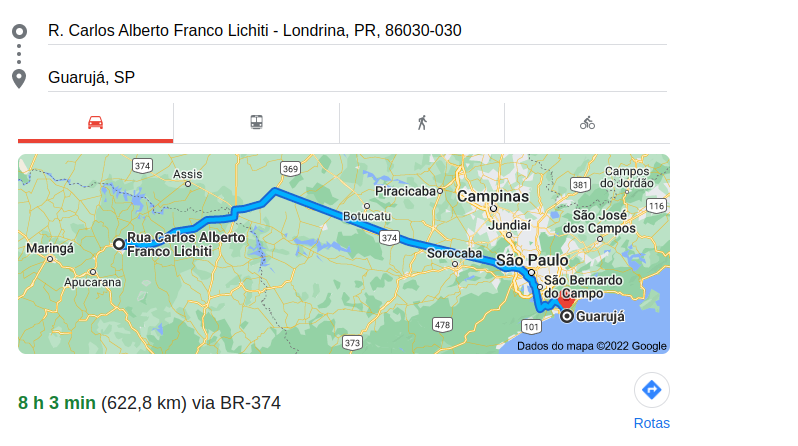 R. Carlos Alberto Franco Lichiti - Londrina, PR, 86030-030
Guarujá, SP
374
Assis
369
Piracicaba
Campinas
381
Campos
do Jordão
116
Botucatu
Jundiaí
São José
dos Campos
Maringá
Rua Carlos Alberto
Franco Lichiti
374
Sorocaba
São Paulo
Apucarana
São Bernardo
do Campo
Guarujá
478
101
373
Dados do mapa ©2022 Google
8 h 3 min (622,8 km) via BR-374
Rotas